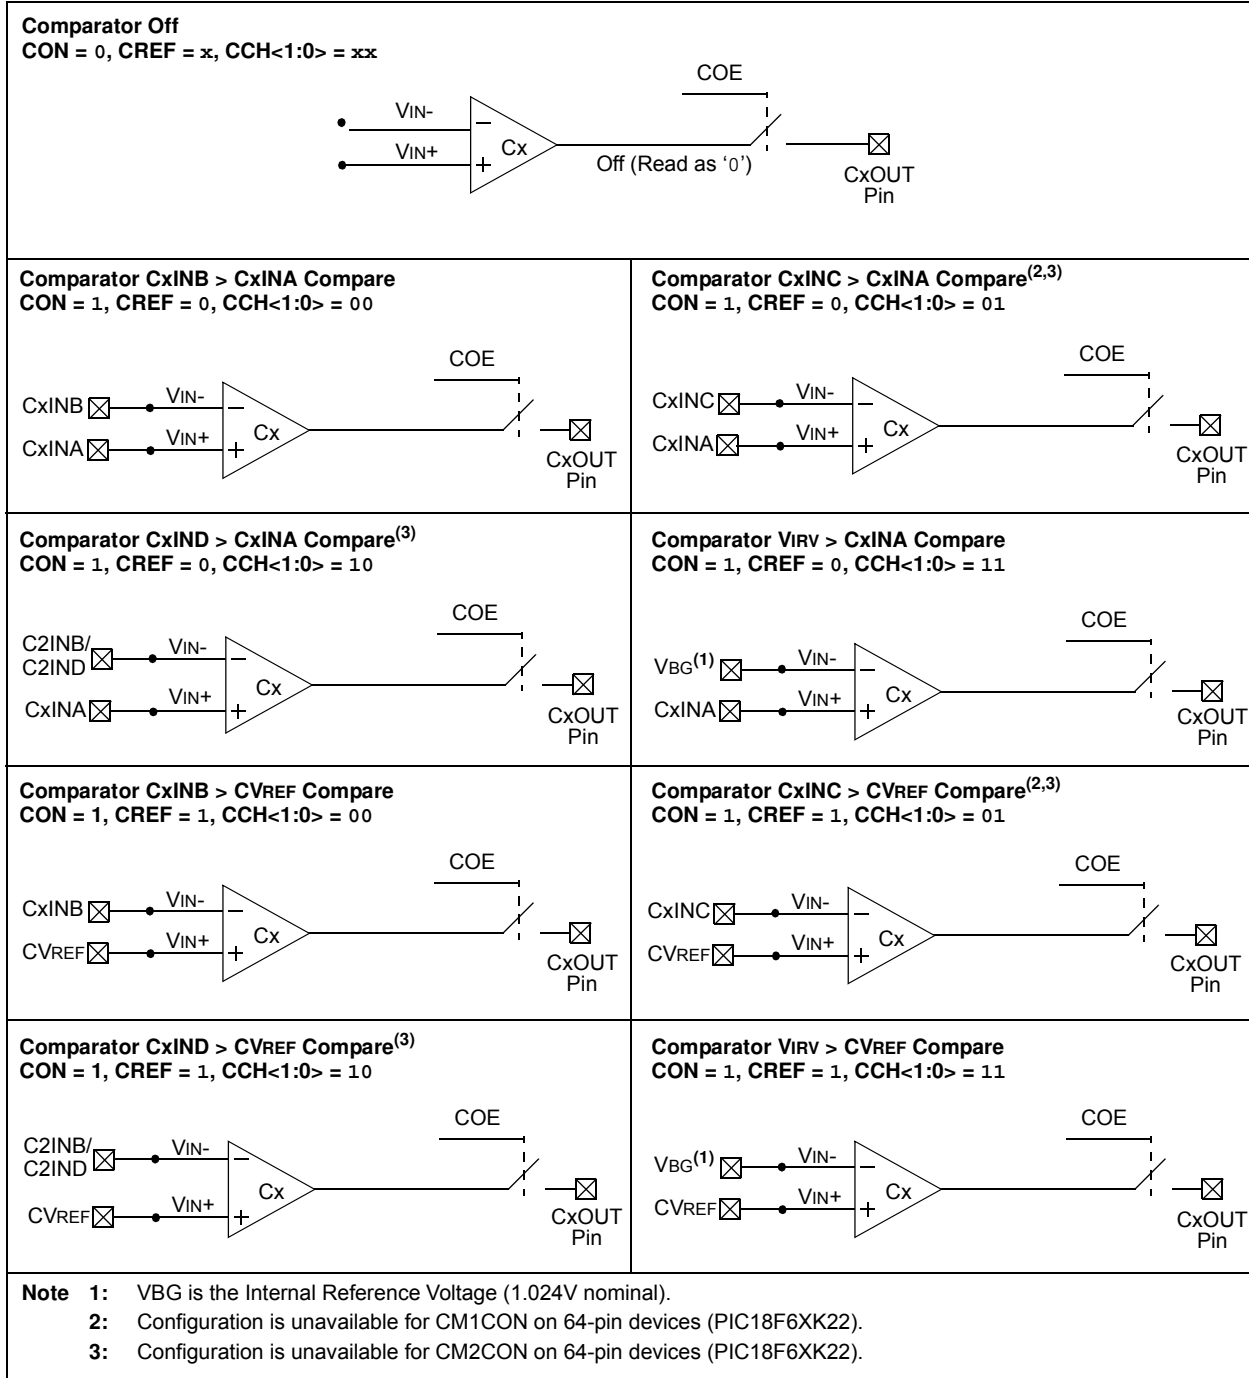 Comparator Off
CON = 0, CREF = x, CCH<1:0> = xx
COE
VIN-
VIN+
−
+
Cx
Off (Read as ‘0’)
CxOUT
Pin
Comparator CxINB > CxINA Compare
CON = 1, CREF = 0, CCH<1:0> = 00
COE
CxINB
VIN-
CxINA
VIN+
−
+
Cx
CxOUT
Pin
Comparator CxINC > CxINA Compare(2,3)
CON = 1, CREF = 0, CCH<1:0> = 01
COE
CxINC
VIN-
CxINA
VIN+
−
+
Cx
CxOUT
Pin
Comparator CxIND > CxINA Compare(3)
CON = 1, CREF = 0, CCH<1:0> = 10
COE
C2INB/
C2IND
VIN-
CxINA
VIN+
−
+
Cx
CxOUT
Pin
Comparator VIRV > CxINA Compare
CON = 1, CREF = 0, CCH<1:0> = 11
COE
VBG(1)
VIN-
CxINA
VIN+
−
+
Cx
CxOUT
Pin
Comparator CxINB > CVREF Compare
CON = 1, CREF = 1, CCH<1:0> = 00
COE
CxINB
VIN-
CVREF
VIN+
−
+
Cx
CxOUT
Pin
Comparator CxINC > CVREF Compare(2,3)
CON = 1, CREF = 1, CCH<1:0> = 01
COE
CxINC
VIN-
CVREF
VIN+
−
+
Cx
CxOUT
Pin
Comparator CxIND > CVREF Compare(3)
CON = 1, CREF = 1, CCH<1:0> = 10
COE
C2INB/
C2IND
VIN-
CVREF
VIN+
−
+
Cx
CxOUT
Pin
Comparator VIRV > CVREF Compare
CON = 1, CREF = 1, CCH<1:0> = 11
COE
VBG(1)
VIN-
CVREF
VIN+
−
+
Cx
CxOUT
Pin
Note 1: VBG is the Internal Reference Voltage (1.024V nominal).
2: Configuration is unavailable for CM1CON on 64-pin devices (PIC18F6XK22).
3: Configuration is unavailable for CM2CON on 64-pin devices (PIC18F6XK22).